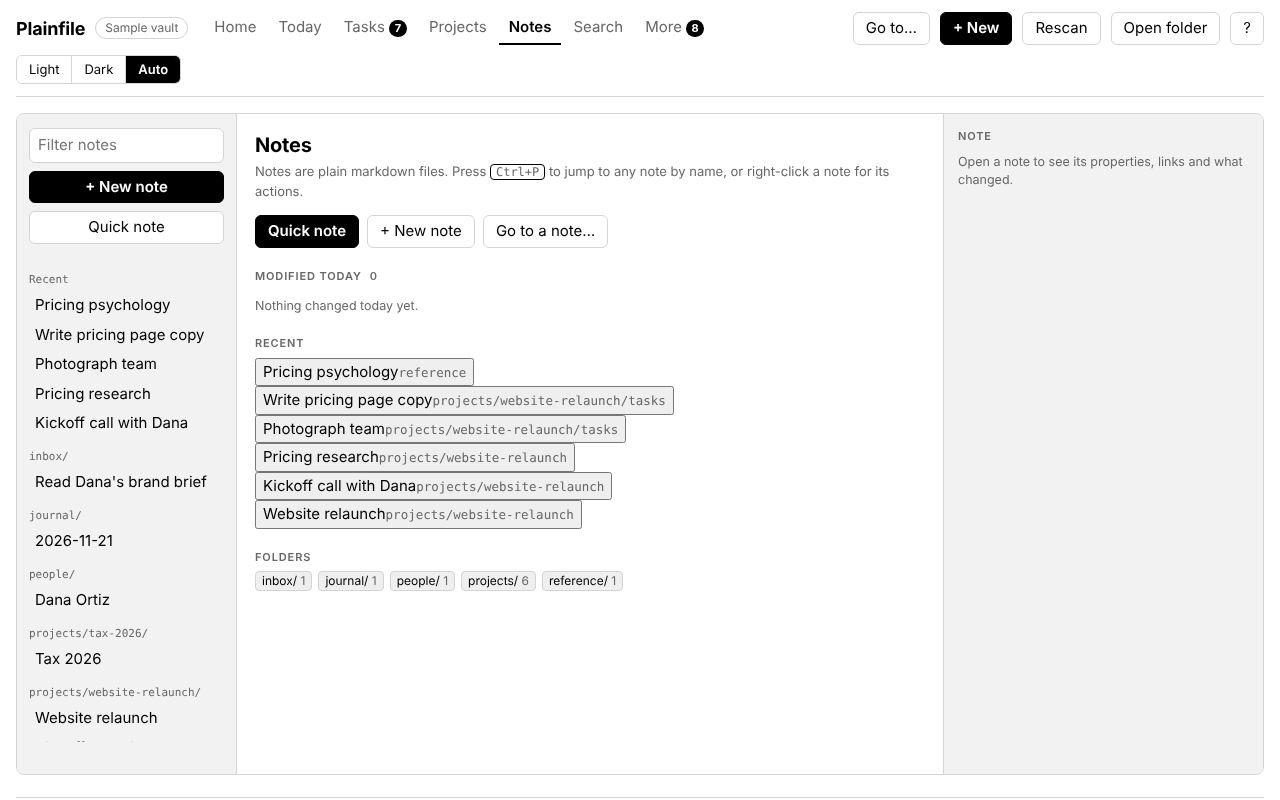 Plainfile
Sample vault
Home
Today
Tasks 7
Projects
Notes
Search
More 8
Go to...
+ New
Rescan
Open folder
?
Light
Dark
Auto
Filter notes
+ New note
Quick note
Recent
Pricing psychology
Write pricing page copy
Photograph team
Pricing research
Kickoff call with Dana
inbox/
Read Dana's brand brief
journal/
2026-11-21
people/
Dana Ortiz
projects/tax-2026/
Tax 2026
projects/website-relaunch/
Website relaunch
Notes
Notes are plain markdown files. Press Ctrl+P to jump to any note by name, or right-click a note for its
actions.
Quick note
+ New note
Go to a note...
MODIFIED TODAY 0
Nothing changed today yet.
RECENT
Pricing psychology reference
Write pricing page copy projects/website-relaunch/tasks
Photograph team projects/website-relaunch/tasks
Pricing research projects/website-relaunch
Kickoff call with Dana projects/website-relaunch
Website relaunch projects/website-relaunch
FOLDERS
inbox/ 1
journal/ 1
people/ 1
projects/ 6
reference/ 1
NOTE
Open a note to see its properties, links and what
changed.